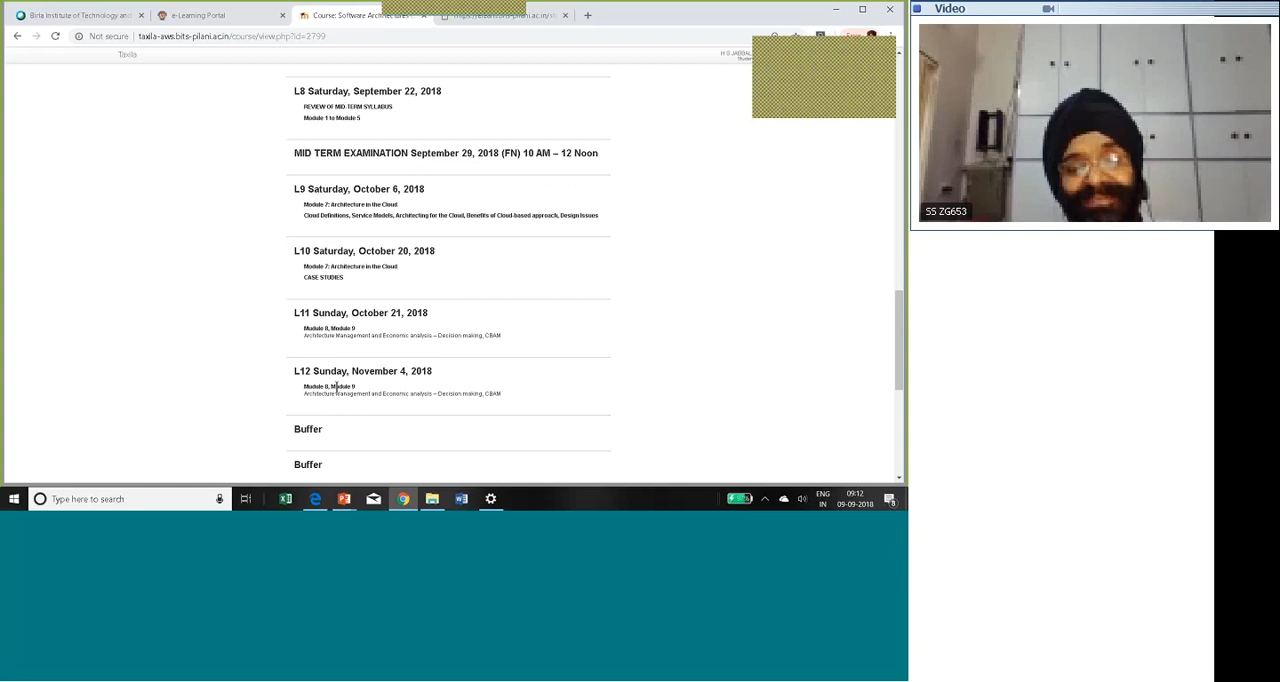 Birla Institute of Technology and
e-Learning Portal
Course: Software Architectures
Not secure | taxila-aws.bits-pilani.ac.in/course/view.php?id=2799
Taxila
L8 Saturday, September 22, 2018
REVIEW OF MID-TERM SYLLABUS
Module 1 to Module 5
MID TERM EXAMINATION September 29, 2018 (FN) 10 AM – 12 Noon
L9 Saturday, October 6, 2018
Module 7: Architecture in the Cloud
Cloud Definitions, Service Models, Architecting for the Cloud, Benefits of Cloud-based approach, Design Issues
L10 Saturday, October 20, 2018
Module 7: Architecture in the Cloud
CASE STUDIES
L11 Sunday, October 21, 2018
Module 8, Module 9
Architecture Management and Economic analysis – Decision making, CBAM
L12 Sunday, November 4, 2018
Module 8, Module 9
Architecture Management and Economic analysis – Decision making, CBAM
Buffer
Buffer
Type here to search
ENG
IN
09:12
09-09-2018
Video
SS ZG653